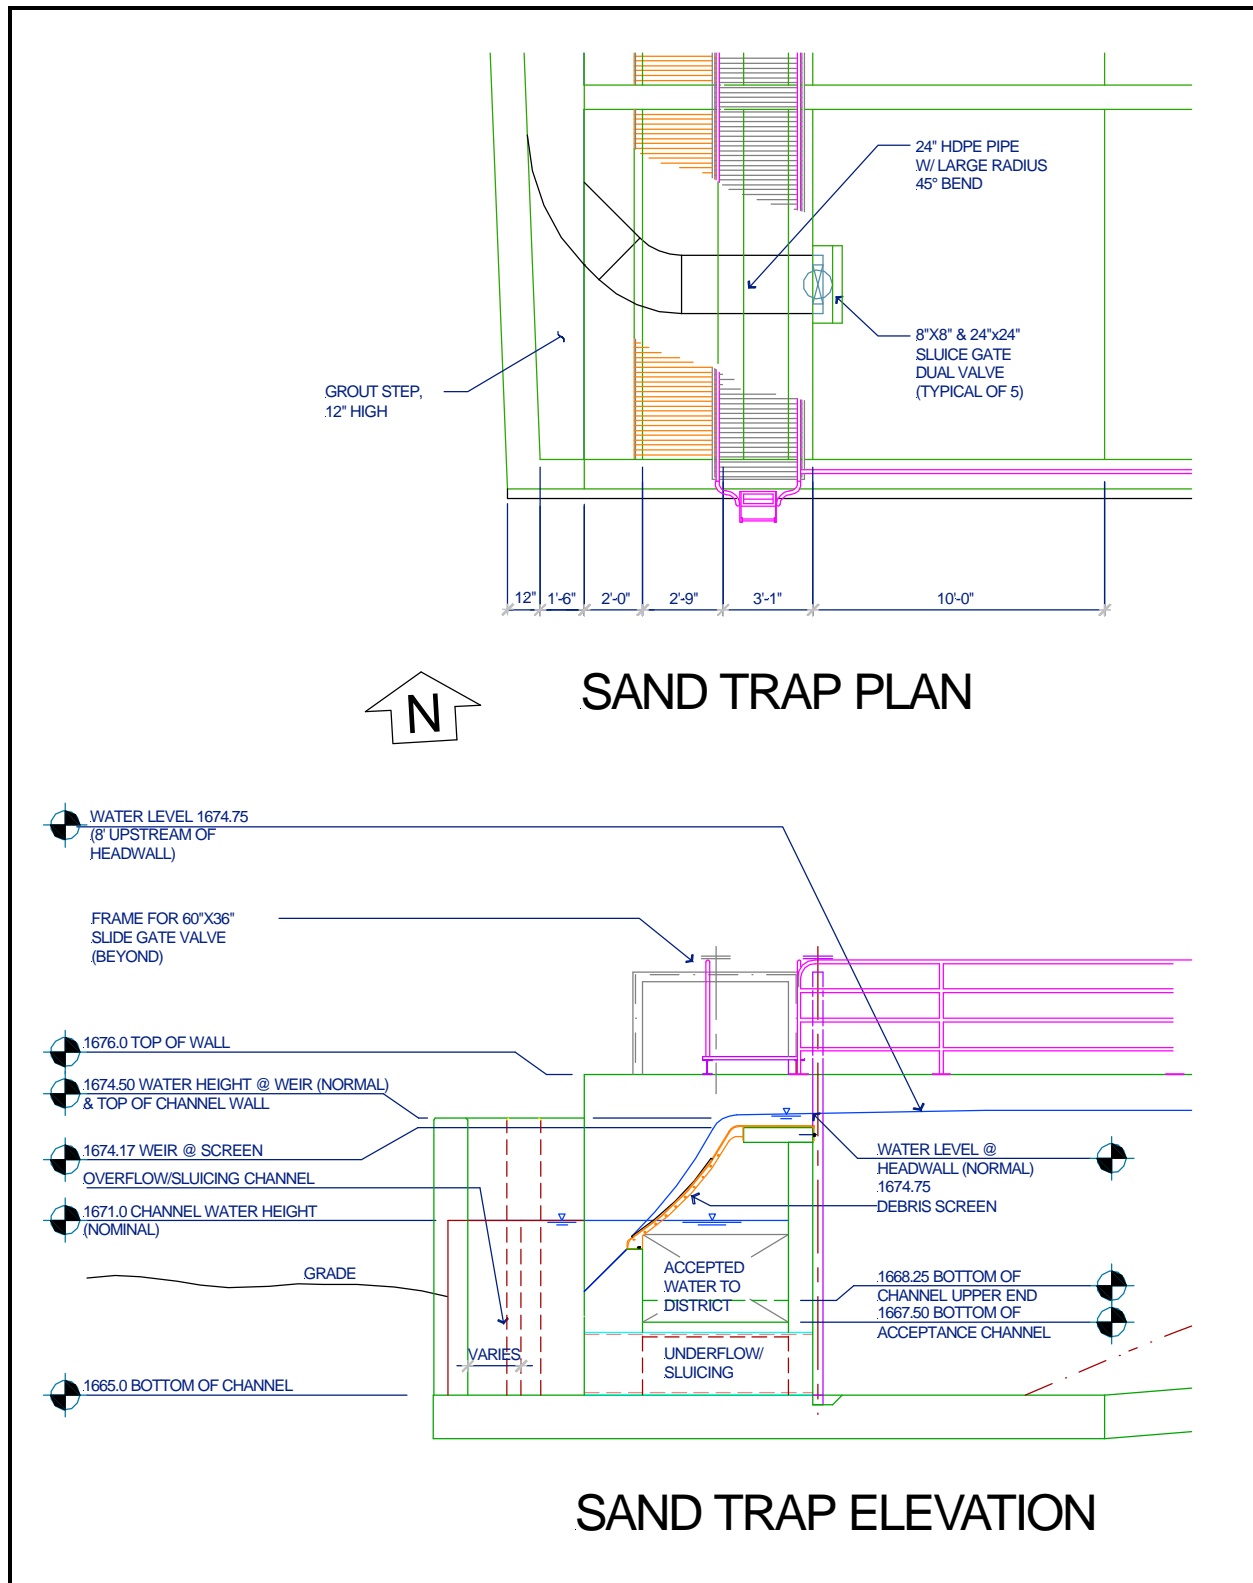 24" HDPE PIPE
W/ LARGE RADIUS
45° BEND
8"X8" & 24"x24"
SLUICE GATE
DUAL VALVE
(TYPICAL OF 5)
GROUT STEP,
12" HIGH
12" 1'-6" 2'-0" 2'-9" 3'-1" 10'-0"
N
SAND TRAP PLAN
WATER LEVEL 1674.75
(8' UPSTREAM OF
HEADWALL)
FRAME FOR 60"X36"
SLIDE GATE VALVE
(BEYOND)
1676.0 TOP OF WALL
1674.50 WATER HEIGHT @ WEIR (NORMAL)
& TOP OF CHANNEL WALL
1674.17 WEIR @ SCREEN
OVERFLOW/SLUICING CHANNEL
1671.0 CHANNEL WATER HEIGHT
(NOMINAL)
GRADE
VARIES
1665.0 BOTTOM OF CHANNEL
ACCEPTED
WATER TO
DISTRICT
UNDERFLOW/
SLUICING
WATER LEVEL @
HEADWALL (NORMAL)
1674.75
DEBRIS SCREEN
1668.25 BOTTOM OF
CHANNEL UPPER END
1667.50 BOTTOM OF
ACCEPTANCE CHANNEL
SAND TRAP ELEVATION